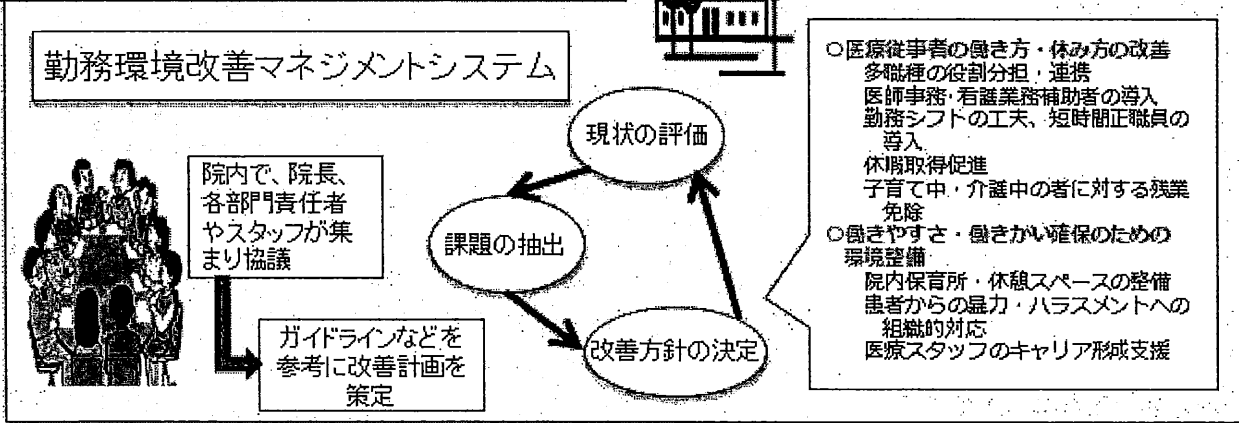 勤務環境改善マネジメントシステム
院内で、院長、
各部門責任者
やスタッフが集
まり協議
ガイドラインなどを
参考に改善計画を
策定
現状の評価
課題の抽出
改善方針の決定
○医療従事者の働き方・休み方の改善
多職種の役割分担・連携
医師事務・看護業務補助者の導入
勤務シフトの工夫、短時間正職員の
導入
休暇取得促進
子育て中・介護中の者に対する残業
免除
○働きやすさ・働きがい確保のための
環境整備
院内保育所・休憩スペースの整備
患者からの暴力・ハラスメントへの
組織的対応
医療スタッフのキャリア形成支援